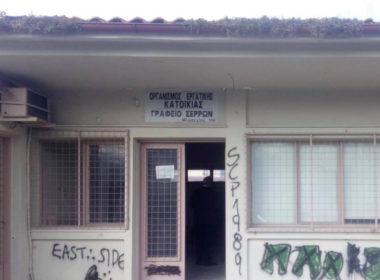 ΟΡΓΑΝΙΣΜΟΣ ΕΡΓΑΤΙΚΗΣ
ΚΑΤΟΙΚΙΑΣ
ΓΡΑΦΕΙΟ ΣΕΡΡΩΝ
EAST SIDE
SCP1989